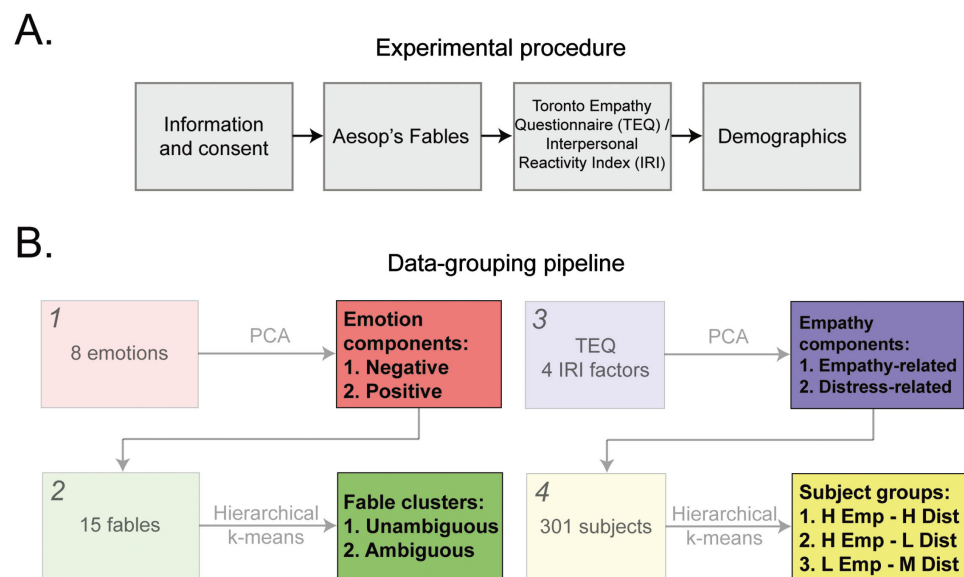 A.
Experimental procedure
Information
and consent
Aesop's Fables
Toronto Empathy
Questionnaire (TEQ) /
Interpersonal
Reactivity Index (IRI)
Demographics
B.
Data-grouping pipeline
1
8 emotions
PCA
Emotion
components:
1. Negative
2. Positive
3
TEQ
4 IRI factors
PCA
Empathy
components:
1. Empathy-related
2. Distress-related
2
15 fables
Hierarchical
k-means
Fable clusters:
1. Unambiguous
2. Ambiguous
4
301 subjects
Hierarchical
k-means
Subject groups:
1. H Emp - H Dist
2. H Emp - L Dist
3. L Emp - M Dist